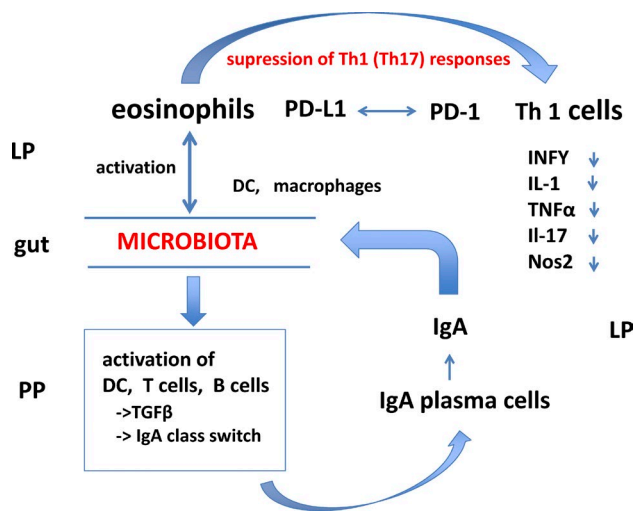 supression of Th1 (Th17) responses
eosinophils PD-L1 PD-1 Th 1 cells
LP
activation
DC, macrophages
INFY
IL-1
TNFα
Il-17
Nos2
gut
MICROBIOTA
IgA
LP
PP
activation of
DC, T cells, B cells
->TGFβ
-> IgA class switch
IgA plasma cells